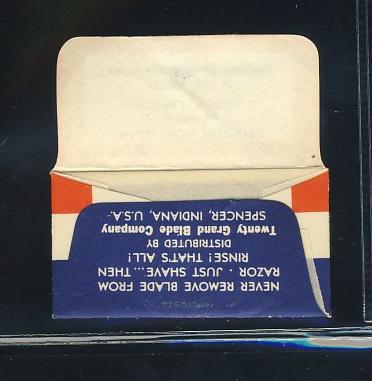 NEVER REMOVE BLADE FROM
RAZOR - JUST SHAVE...THEN
RINSE! THAT'S ALL!
DISTRIBUTED BY
Twenty Grand Blade Company
SPENCER, INDIANA, U.S.A.